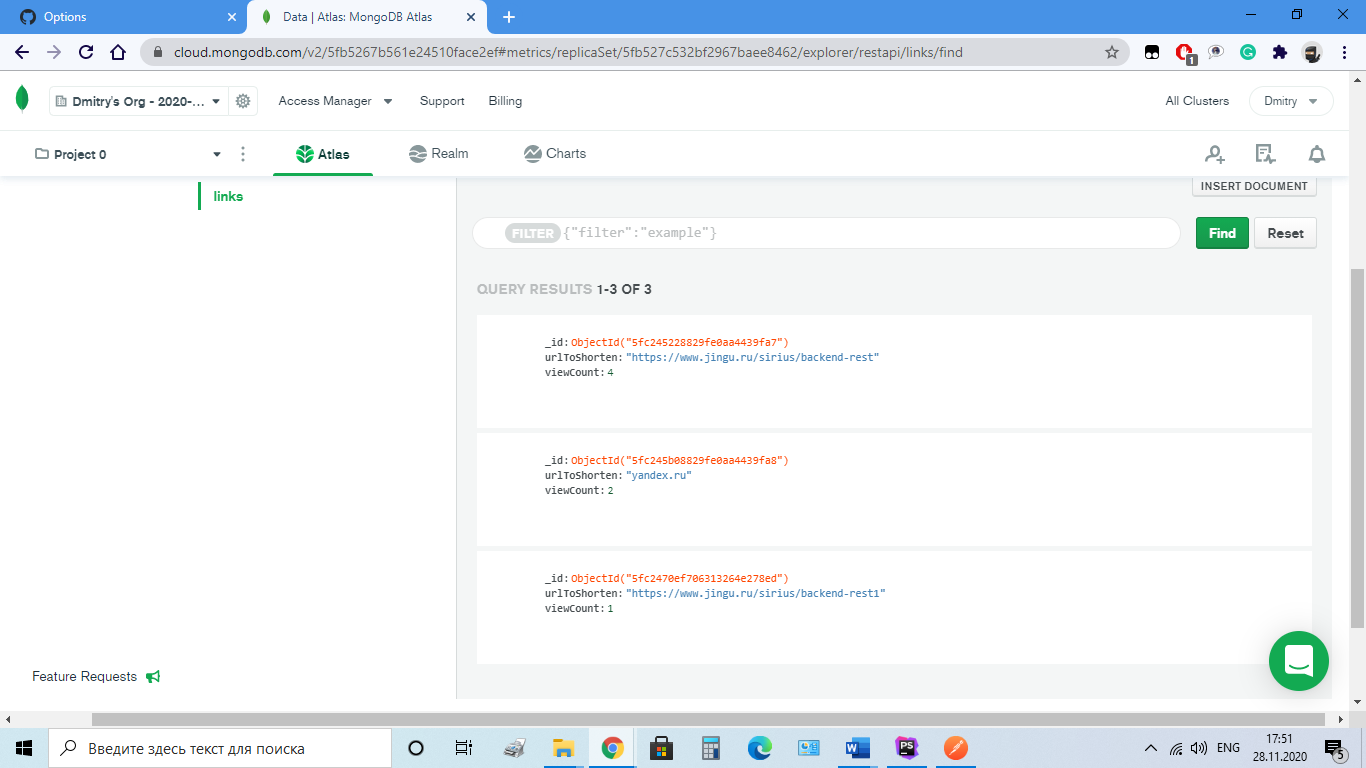 Options
Data | Atlas: MongoDB Atlas
cloud.mongodb.com/v2/5fb5267b561e24510face2ef#metrics/replicaSet/5fb527c532bf2967baee8462/explorer/restapi/links/find
1
Dmitry's Org - 2020-...
Access Manager
Support
Billing
All Clusters
Dmitry
Project 0
Atlas
Realm
Charts
links
INSERT DOCUMENT
FILTER {"filter":"example"}
Find
Reset
QUERY RESULTS 1-3 OF 3
_id: ObjectId("5fc245228829fe0aa4439fa7")
urlToShorten: "https://www.jingu.ru/sirius/backend-rest"
viewCount: 4
_id: ObjectId("5fc245b08829fe0aa4439fa8")
urlToShorten: "yandex.ru"
viewCount: 2
_id: ObjectId("5fc2470ef706313264e278ed")
urlToShorten: "https://www.jingu.ru/sirius/backend-rest1"
viewCount: 1
Feature Requests
Введите здесь текст для поиска
W
PS
ENG
17:51
28.11.2020
5